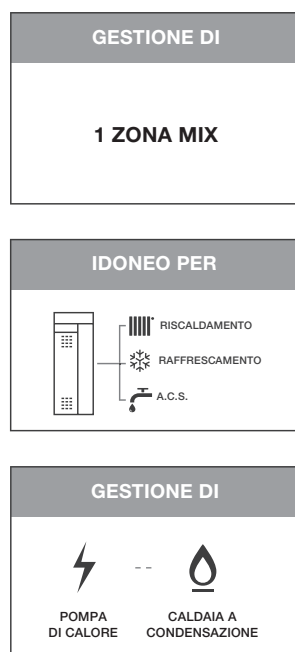 GESTIONE DI
1 ZONA MIX
IDONEO PER
RISCALDAMENTO
RAFFRESCAMENTO
A.C.S.
GESTIONE DI
POMPA
DI CALORE
CALDAIA A
CONDENSAZIONE